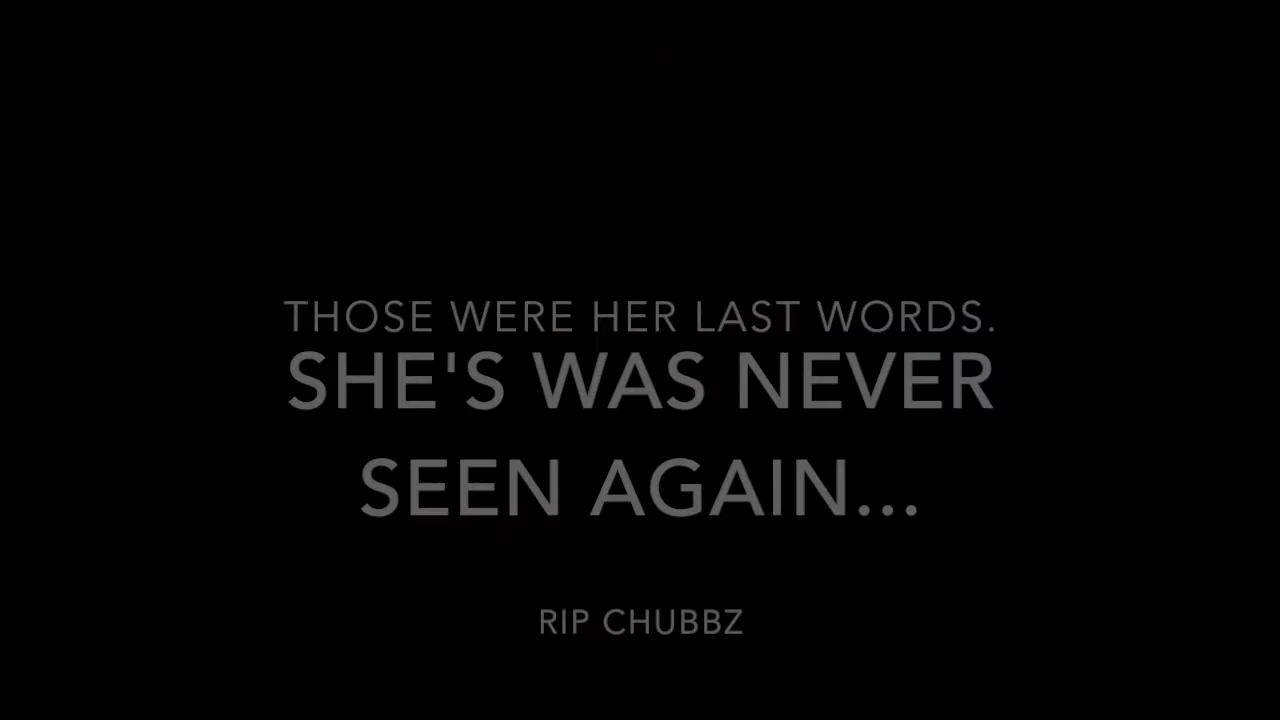 THOSE WERE HER LAST WORDS.
SHE'S WAS NEVER
SEEN AGAIN...
RIP CHUBBZ